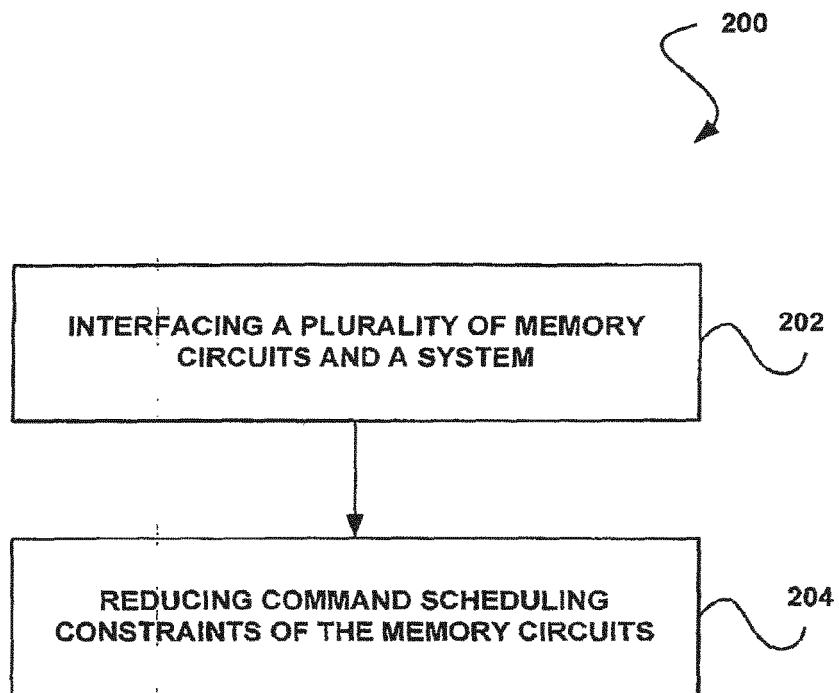 200
INTERFACING A PLURALITY OF MEMORY
CIRCUITS AND A SYSTEM
202
REDUCING COMMAND SCHEDULING
CONSTRAINTS OF THE MEMORY CIRCUITS
204